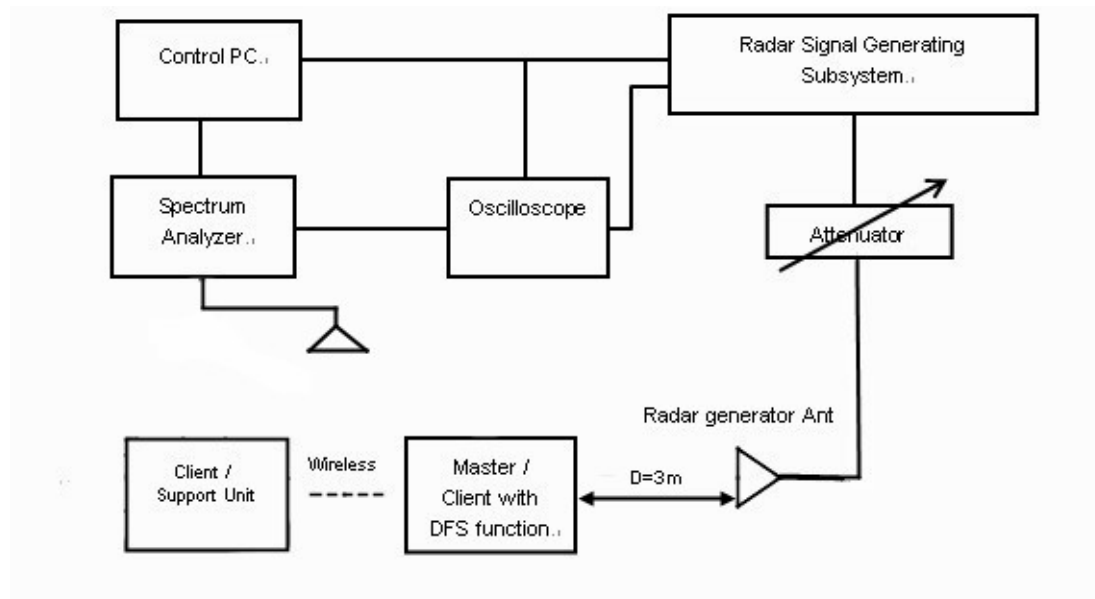 Control PC
Radar Signal Generating
Subsystem
Spectrum
Analyzer
Oscilloscope
Attenuator
Radar generator Ant
Client /
Support Unit
Wireless
Master /
Client with
DFS function
D=3m